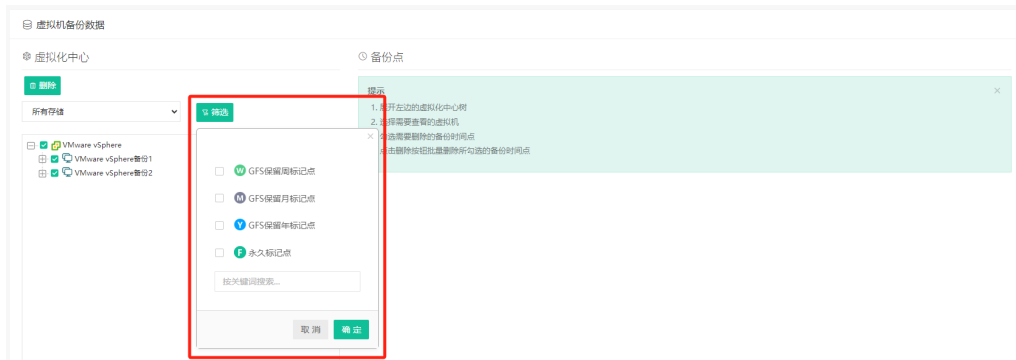 虚拟机备份数据
虚拟化中心
删除
所有存储
筛选
VMware vSphere
VMware vSphere备份1
VMware vSphere备份2
W GFS保留周标记点
M GFS保留月标记点
Y GFS保留年标记点
F 永久标记点
按关键词搜索...
取消 确定
备份点
提示
1. 展开左边的虚拟化中心树
2. 选择需要查看的虚拟机
勾选需要删除的备份时间点
点击删除按钮批量删除所勾选的备份时间点